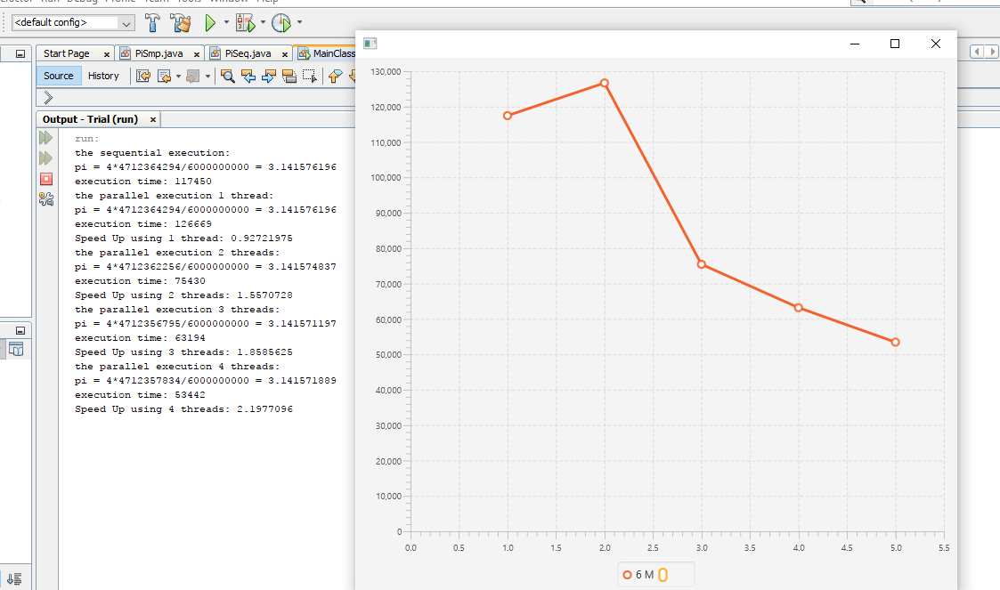 efactor Run Debug Profile Team Tools Window Help
<default config>
Start Page
PiSmp.java
PiSeq.java
MainClass
Source
History
Output - Trial (run)
run:
the sequential execution:
pi = 4*4712364294/6000000000 = 3.141576196
execution time: 117450
the parallel execution 1 thread:
pi = 4*4712364294/6000000000 = 3.141576196
execution time: 126669
Speed Up using 1 thread: 0.92721975
the parallel execution 2 threads:
pi = 4*4712362256/6000000000 = 3.141574837
execution time: 75430
Speed Up using 2 threads: 1.5570728
the parallel execution 3 threads:
pi = 4*4712356795/6000000000 = 3.141571197
execution time: 63194
Speed Up using 3 threads: 1.8585625
the parallel execution 4 threads:
pi = 4*4712357834/6000000000 = 3.141571889
execution time: 53442
Speed Up using 4 threads: 2.1977096
130,000
120,000
110,000
100,000
90,000
80,000
70,000
60,000
50,000
40,000
30,000
20,000
10,000
0
0.0 0.5 1.0 1.5 2.0 2.5 3.0 3.5 4.0 4.5 5.0 5.5
6 M